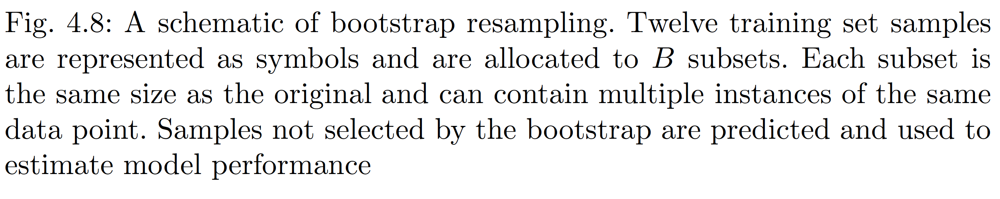 Fig. 4.8: A schematic of bootstrap resampling. Twelve training set samples
are represented as symbols and are allocated to B subsets. Each subset is
the same size as the original and can contain multiple instances of the same
data point. Samples not selected by the bootstrap are predicted and used to
estimate model performance